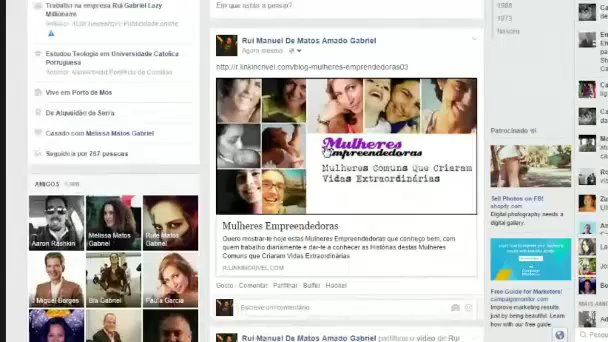 Trabalhou na empresa Rui Gabriel Lazy
Millionaire
Estudou Teologia em Universidade Catolica
Portuguesa
Vive em Porto de Mós
De Alqueidão da Serra
Casado com Melissa Matos Gabriel
Seguido por 767 pessoas
AMIGOS
Aaron Rashkin
Melissa Matos
Gabriel
Rute Matos
Gabriel
J Miguel Borges
Bia Gabriel
Paula Garcia
Em que estás a pensar?
Rui Manuel De Matos Amado Gabriel
Agora mesmo
http://r.linkincrivel.com/blog-mulheres-empreendedoras03
Mulheres
Empreendedoras
Mulheres Comuns Que Criaram
Vidas Extraordinárias
Mulheres Empreendedoras
Quero mostrar-te hoje estas Mulheres Empreendedoras que conheço bem, com
quem trabalho diariamente e dar-te a conhecer as Histórias destas Mulheres
Comuns que Criaram Vidas Extraordinárias
R.LINKINCRIVEL.COM
Gosto · Comentar · Partilhar · Buffer · Hootlet
Escreve um comentário...
Rui Manuel De Matos Amado Gabriel partilhou o vídeo de Rui
1973
Nasceu
Patrocinado
Sell Photos on FB!
shopify.com
Digital photography needs a
digital gallery.
Free Guide for Marketers!
campaignmonitor.com
Improve marketing results,
just by being beautiful. Learn
how with our free guide.